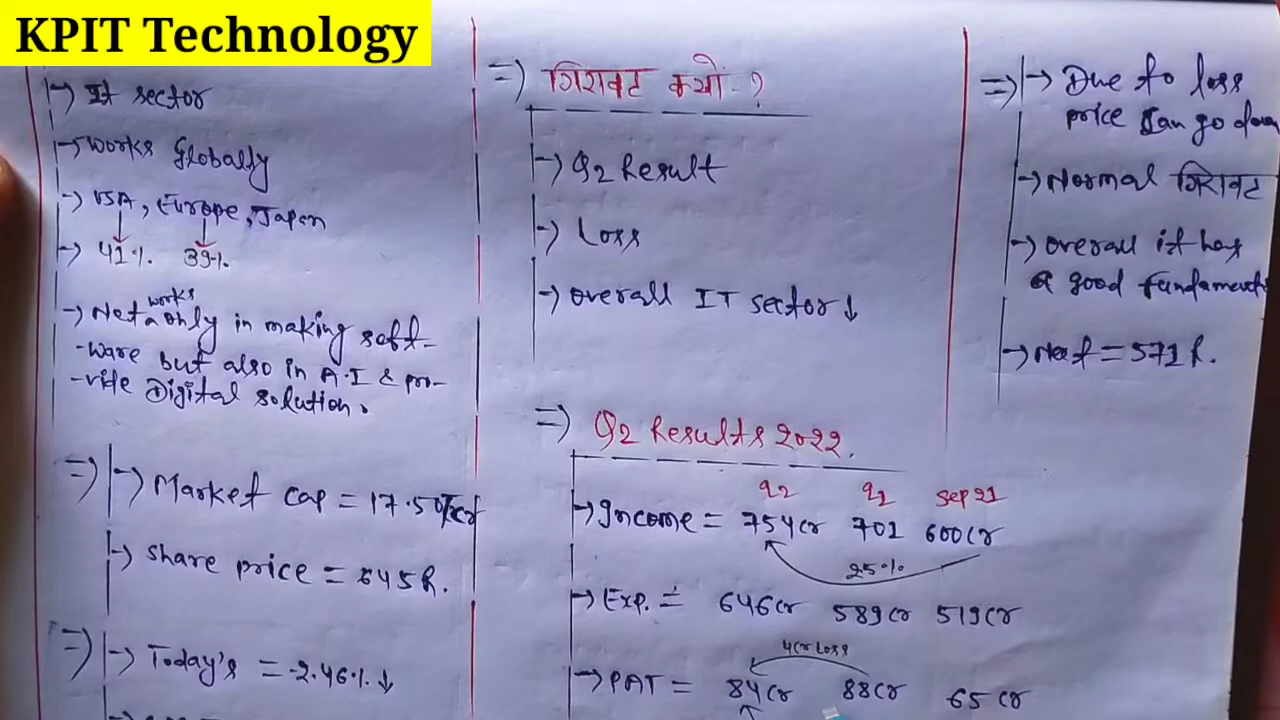 KPIT Technology
→ It sector
→ works Globally
→ USA, Europe, Japan
→ 41%. 39%.
works
→ Not only in making soft-
-ware but also in A.I & pro-
-vide Digital solution.
⇒ → Market cap = 17.50
→ share price = 645 R.
⇒ → Today's = -2.46% ↓
⇒ गिरावट क्यों - ?
→ Q2 Result
→ Loss
→ overall IT sector ↓
⇒ Q2 Results 2022.
q2 q1 sep 21
→ Income = 754cr 701 600cr
25%
→ Exp. = 646cr 589cr 519cr
4cr Loss
→ PAT = 84cr 88cr 65cr
⇒ → Due to loss
price can go down
→ Normal गिरावट
→ overall it has
a good fundament
→ = 571 R.